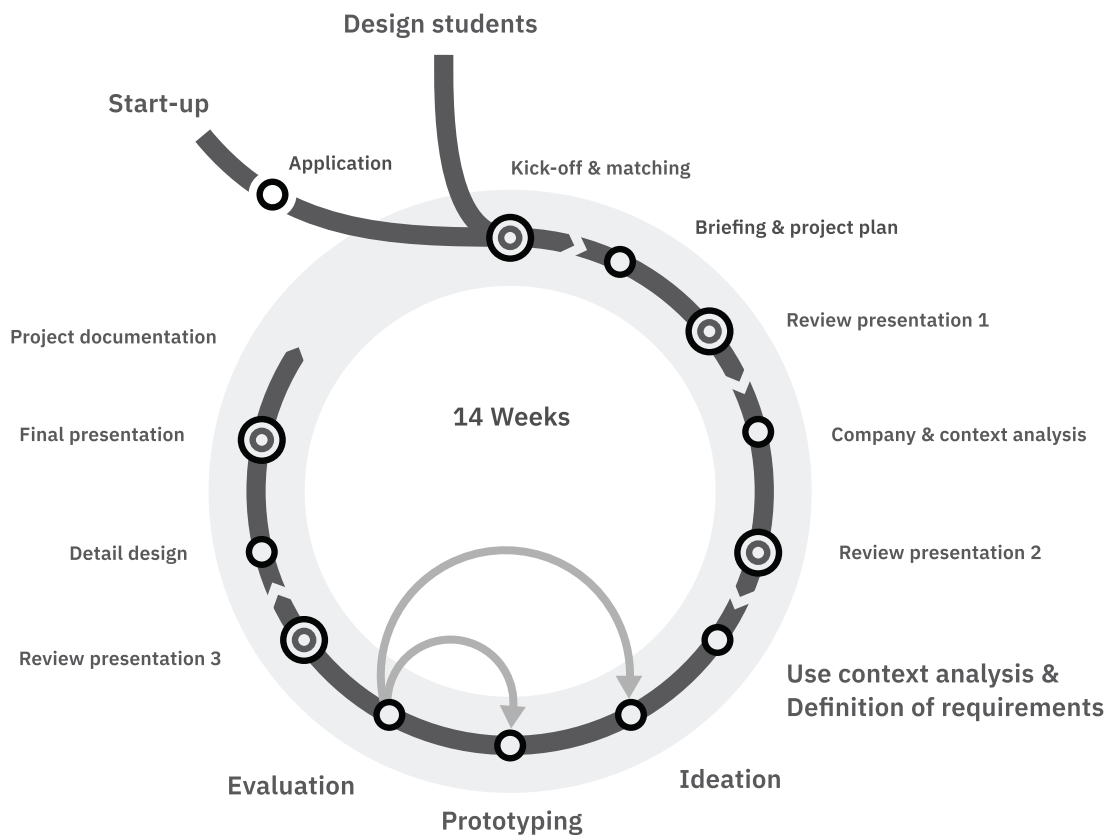 Design students
Start-up
Application
Kick-off & matching
Briefing & project plan
Review presentation 1
Project documentation
14 Weeks
Final presentation
Company & context analysis
Detail design
Review presentation 2
Review presentation 3
Use context analysis &
Definition of requirements
Evaluation
Ideation
Prototyping